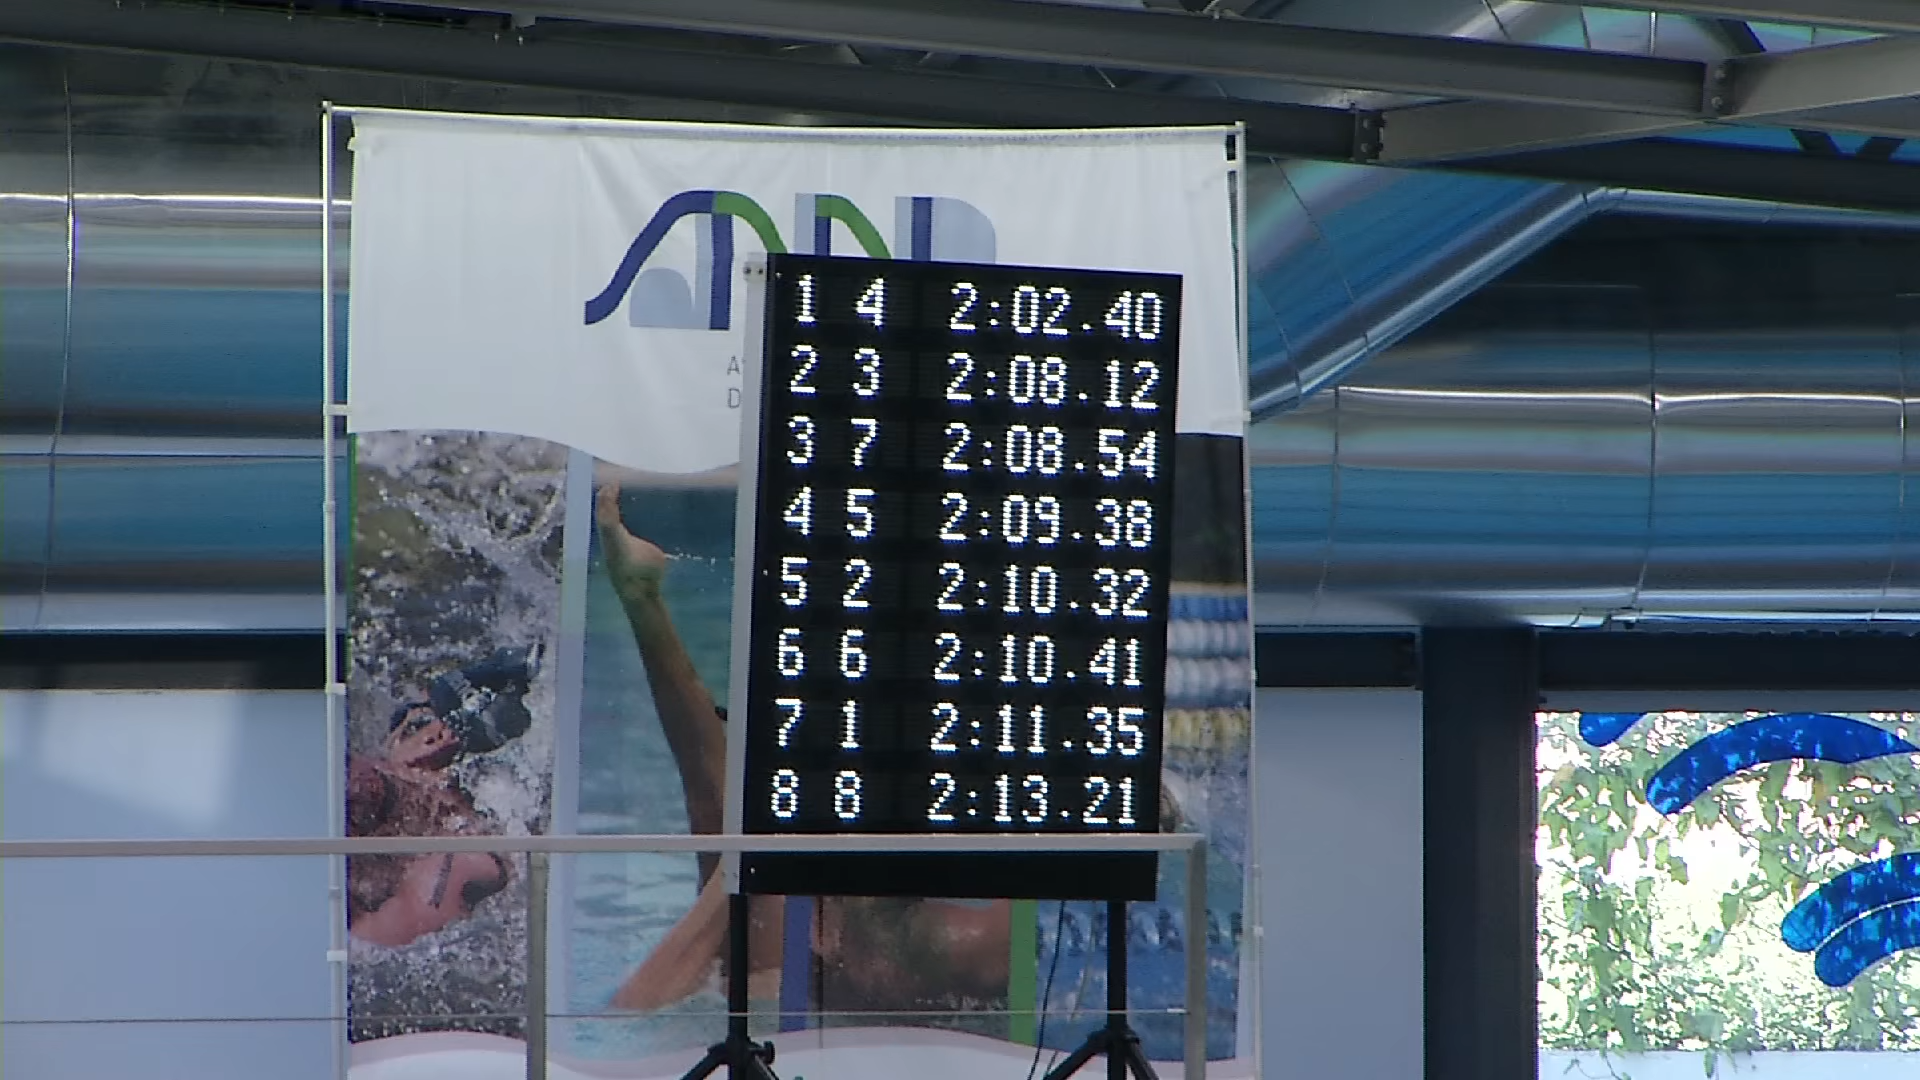 1 4 2:02.40
2 3 2:08.12
3 7 2:08.54
4 5 2:09.38
5 2 2:10.32
6 6 2:10.41
7 1 2:11.35
8 8 2:13.21